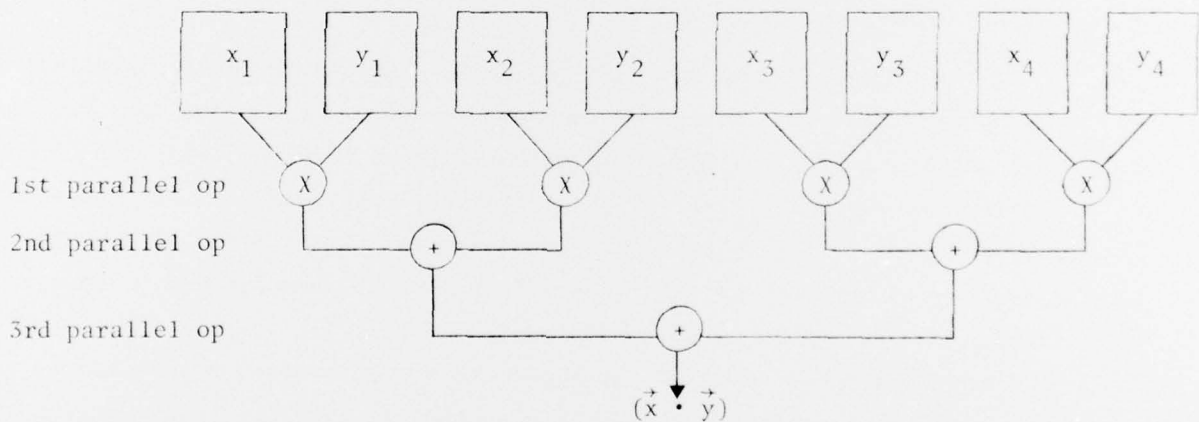 x₁ y₁ x₂ y₂ x₃ y₃ x₄ y₄
1st parallel op X X X X
2nd parallel op + +
3rd parallel op +
(x⃗ · y⃗)